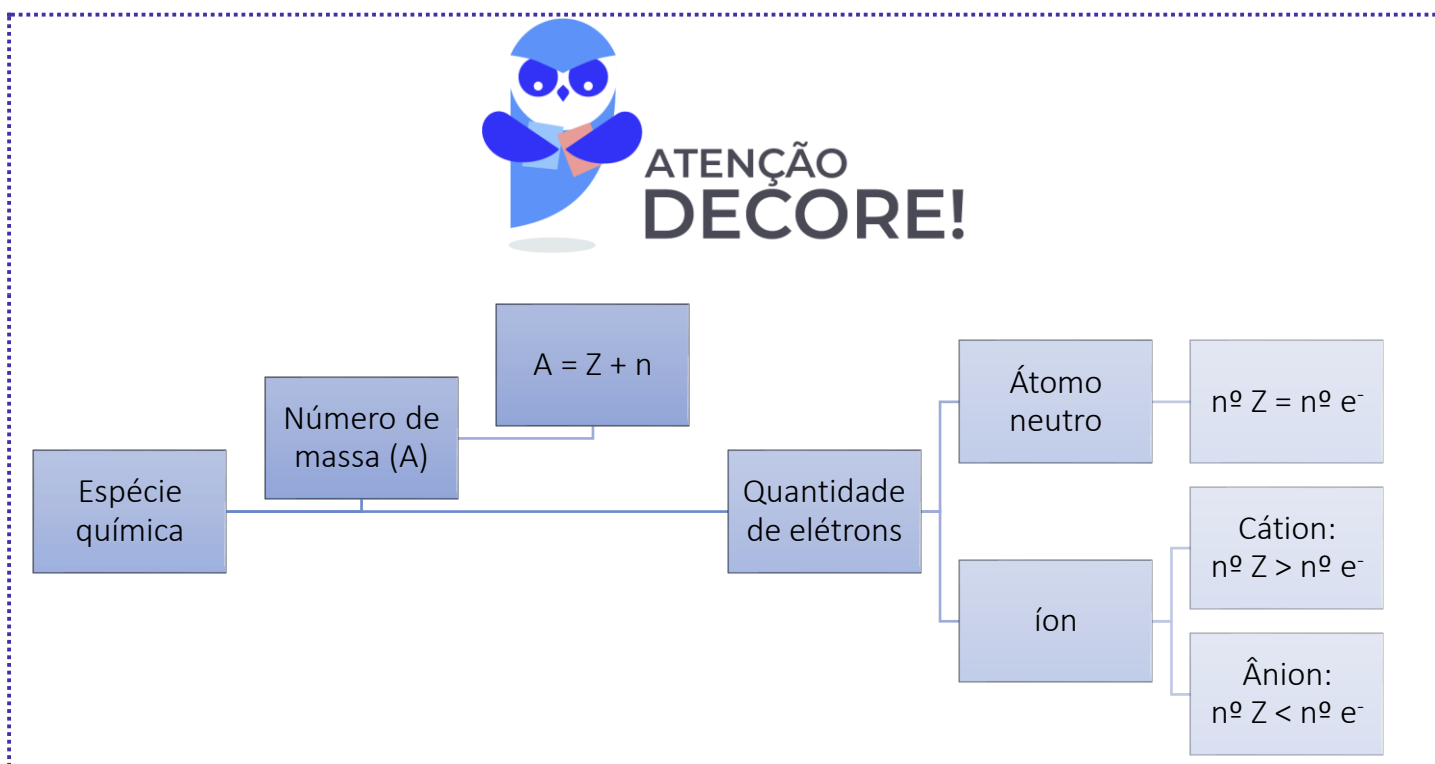 ATENÇÃO
DECORE!
Espécie
química
Número de
massa (A)
A = Z + n
Quantidade
de elétrons
Átomo
neutro
nº Z = nº e⁻
íon
Cátion:
nº Z > nº e⁻
Ânion:
nº Z < nº e⁻